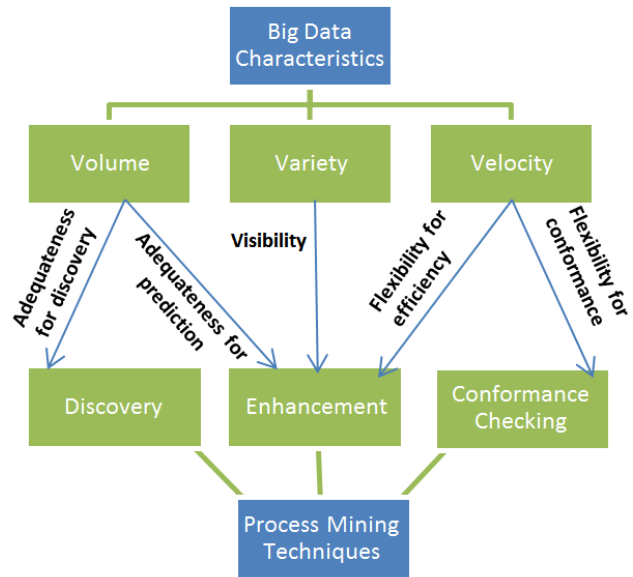 Big Data
Characteristics
Volume
Variety
Velocity
Adequateness
for discovery
Adequateness for
prediction
Visibility
Flexibility for
efficiency
Flexibility for
conformance
Discovery
Enhancement
Conformance
Checking
Process Mining
Techniques